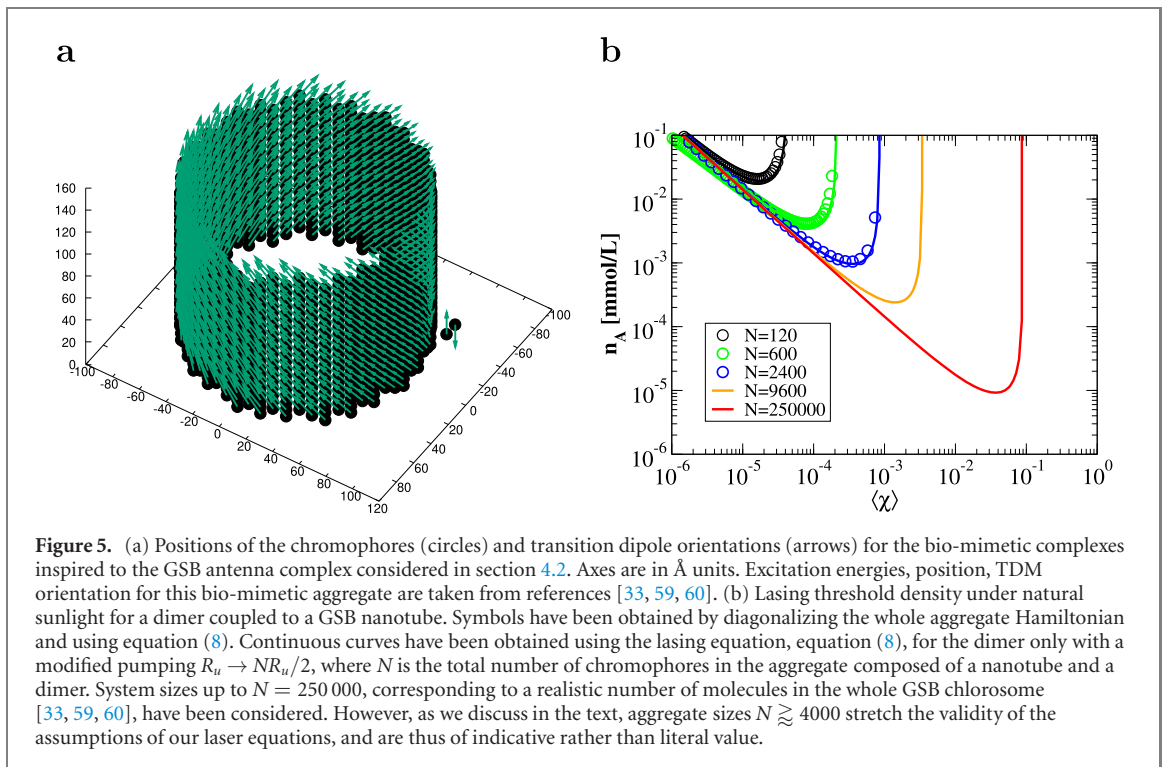 a
b
160
140
120
100
80
60
40
20
0
-100
-80
-60
-40
-20
0
20
40
60
80
100
120
-100
-80
-60
-40
-20
0
20
40
60
80
10^-1
10^-2
10^-3
10^-4
10^-5
10^-6
n_A [mmol/L]
N=120
N=600
N=2400
N=9600
N=250000
10^-6 10^-5 10^-4 10^-3 10^-2 10^-1 10^0
⟨χ⟩
Figure 5. (a) Positions of the chromophores (circles) and transition dipole orientations (arrows) for the bio-mimetic complexes
inspired to the GSB antenna complex considered in section 4.2. Axes are in Å units. Excitation energies, position, TDM
orientation for this bio-mimetic aggregate are taken from references [33, 59, 60]. (b) Lasing threshold density under natural
sunlight for a dimer coupled to a GSB nanotube. Symbols have been obtained by diagonalizing the whole aggregate Hamiltonian
and using equation (8). Continuous curves have been obtained using the lasing equation, equation (8), for the dimer only with a
modified pumping R_u → NR_u/2, where N is the total number of chromophores in the aggregate composed of a nanotube and a
dimer. System sizes up to N = 250 000, corresponding to a realistic number of molecules in the whole GSB chlorosome
[33, 59, 60], have been considered. However, as we discuss in the text, aggregate sizes N ⪆ 4000 stretch the validity of the
assumptions of our laser equations, and are thus of indicative rather than literal value.